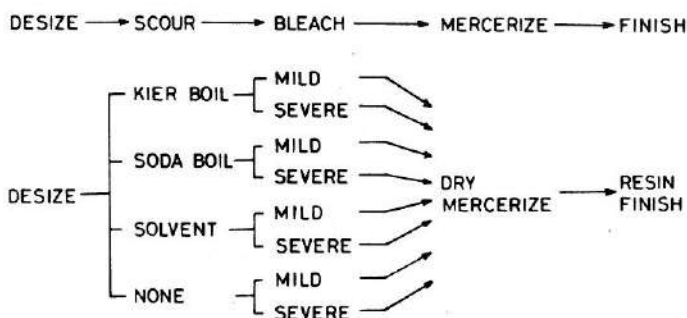 DESIZE → SCOUR → BLEACH → MERCERIZE → FINISH
KIER BOIL
MILD
SEVERE
SODA BOIL
MILD
SEVERE
DESIZE
DRY
MERCERIZE
RESIN
FINISH
SOLVENT
MILD
SEVERE
NONE
MILD
SEVERE